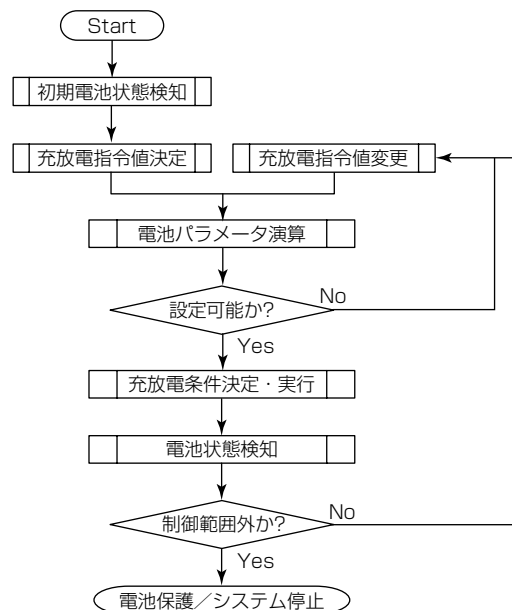 Start
初期電池状態検知
充放電指令値決定
充放電指令値変更
電池パラメータ演算
設定可能か?
No
Yes
充放電条件決定・実行
電池状態検知
制御範囲外か?
No
Yes
電池保護／システム停止